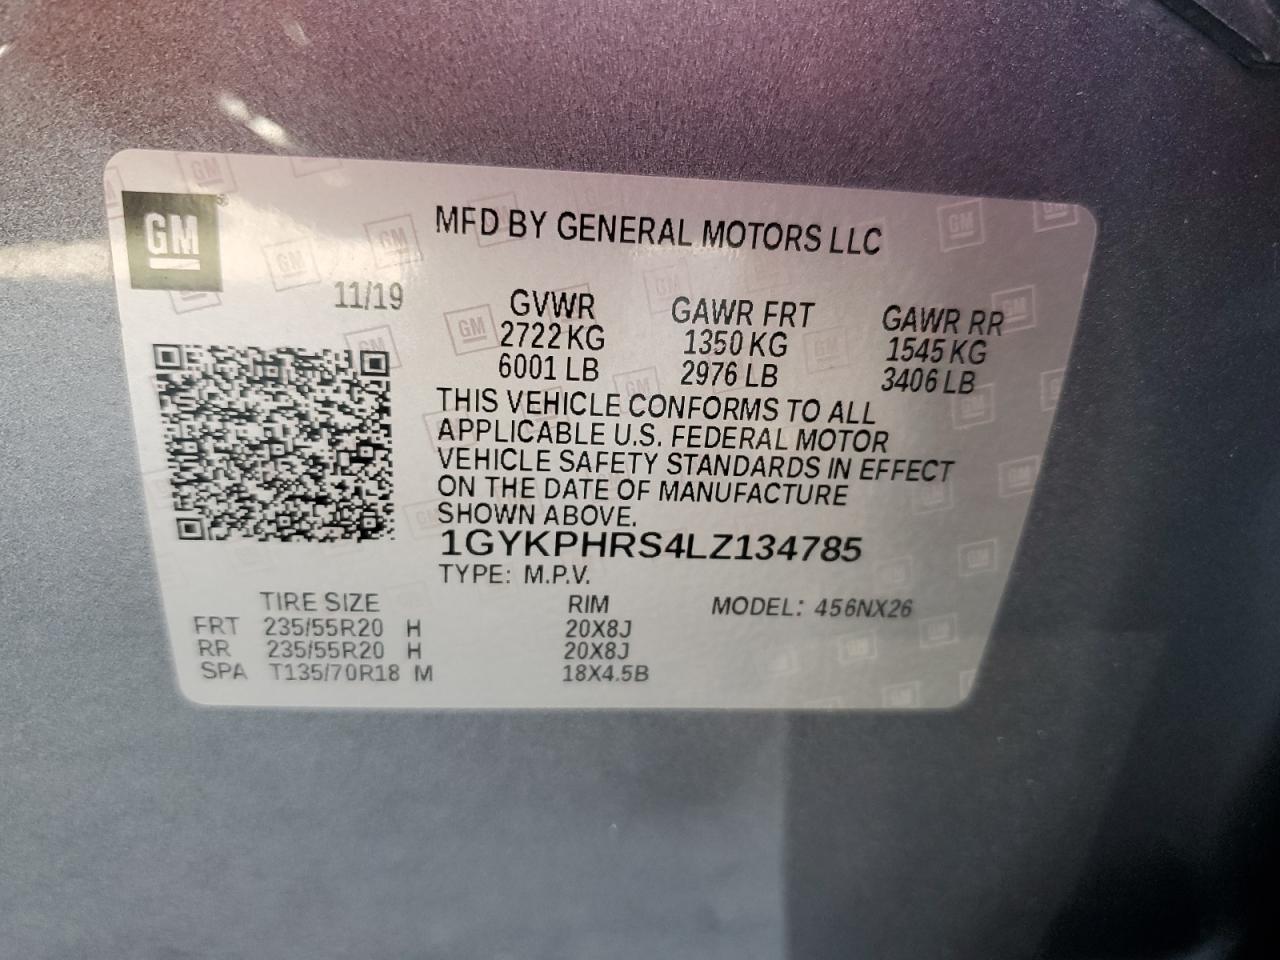 GM
MFD BY GENERAL MOTORS LLC
11/19
GVWR GAWR FRT GAWR RR
2722 KG 1350 KG 1545 KG
6001 LB 2976 LB 3406 LB
THIS VEHICLE CONFORMS TO ALL
APPLICABLE U.S. FEDERAL MOTOR
VEHICLE SAFETY STANDARDS IN EFFECT
ON THE DATE OF MANUFACTURE
SHOWN ABOVE.
1GYKPHRS4LZ134785
TYPE: M.P.V.
TIRE SIZE RIM MODEL: 456NX26
FRT 235/55R20 H 20X8J
RR 235/55R20 H 20X8J
SPA T135/70R18 M 18X4.5B